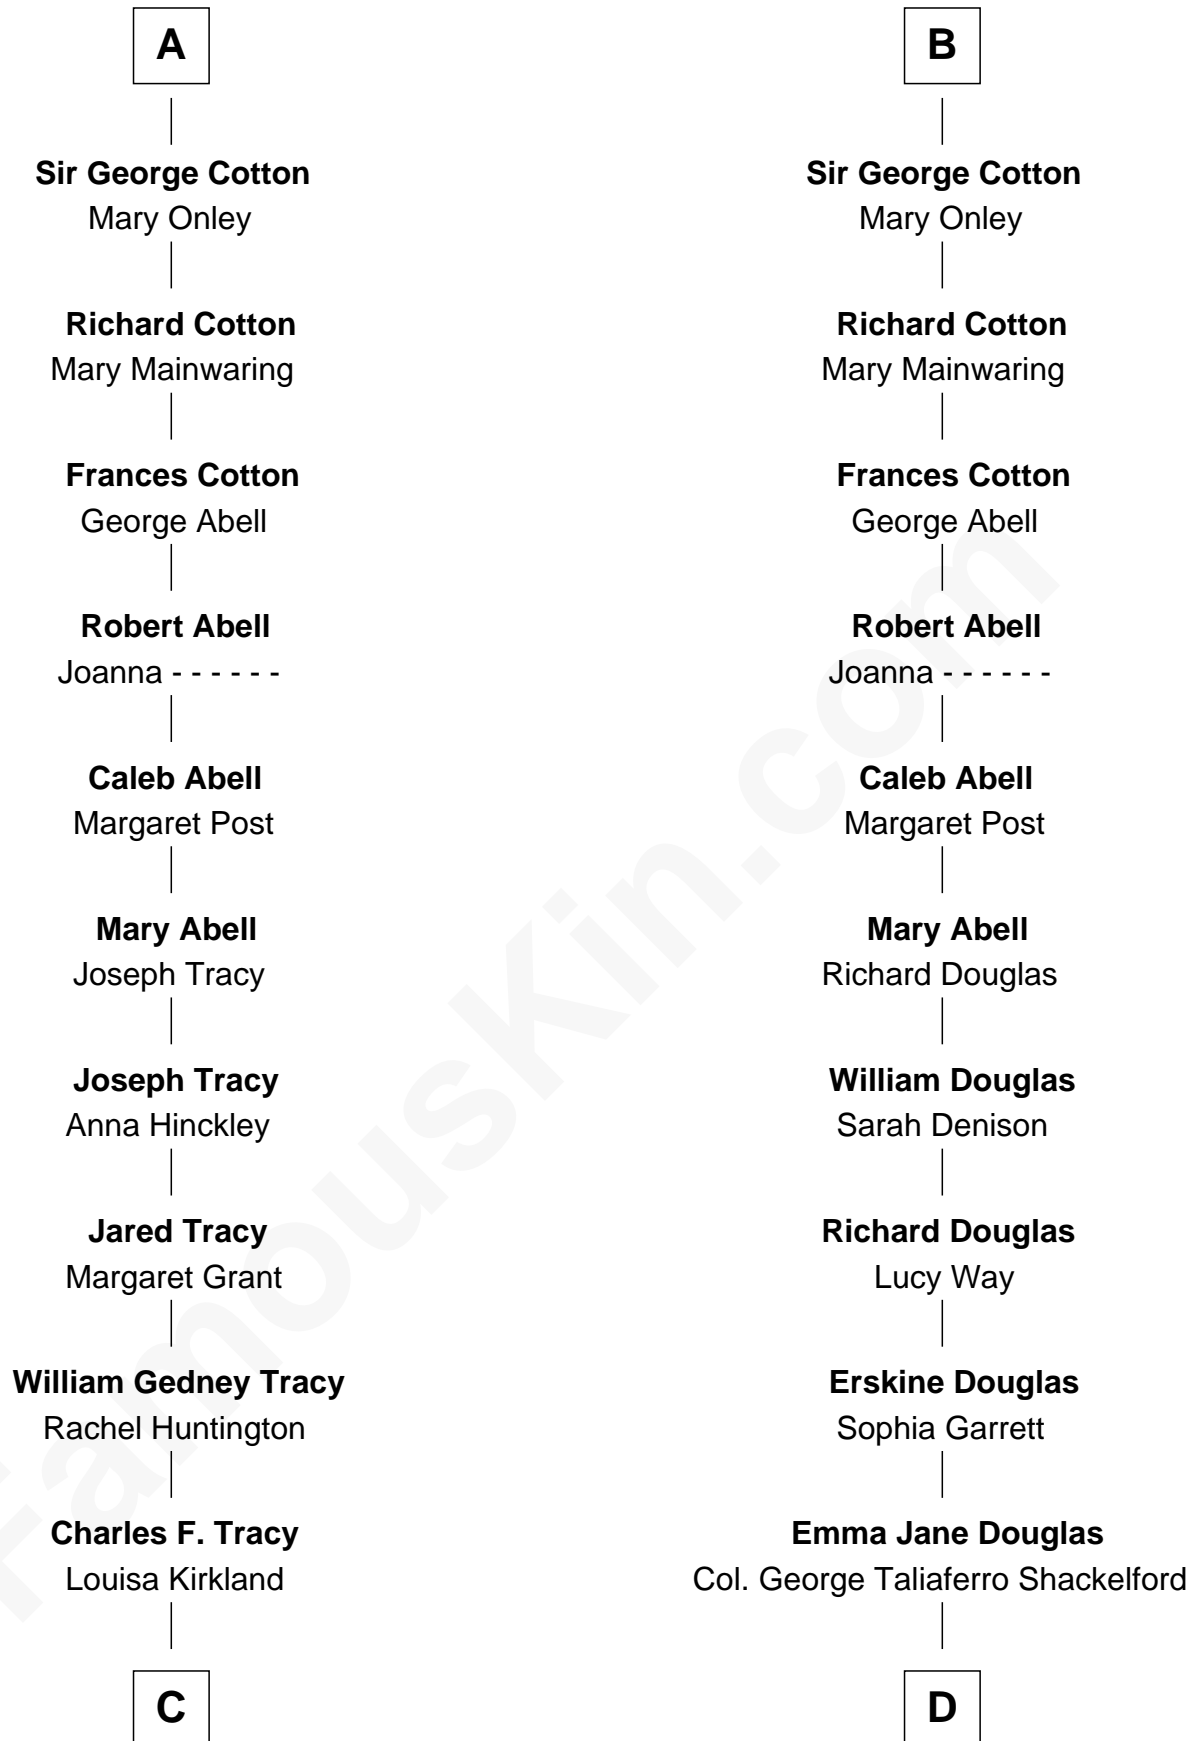 A
Sir George Cotton
Mary Onley
Richard Cotton
Mary Mainwaring
Frances Cotton
George Abell
Robert Abell
Joanna - - - - - -
Caleb Abell
Margaret Post
Mary Abell
Joseph Tracy
Joseph Tracy
Anna Hinckley
Jared Tracy
Margaret Grant
William Gedney Tracy
Rachel Huntington
Charles F. Tracy
Louisa Kirkland
C
B
Sir George Cotton
Mary Onley
Richard Cotton
Mary Mainwaring
Frances Cotton
George Abell
Robert Abell
Joanna - - - - - -
Caleb Abell
Margaret Post
Mary Abell
Richard Douglas
William Douglas
Sarah Denison
Richard Douglas
Lucy Way
Erskine Douglas
Sophia Garrett
Emma Jane Douglas
Col. George Taliaferro Shackelford
D
FamousKin.com